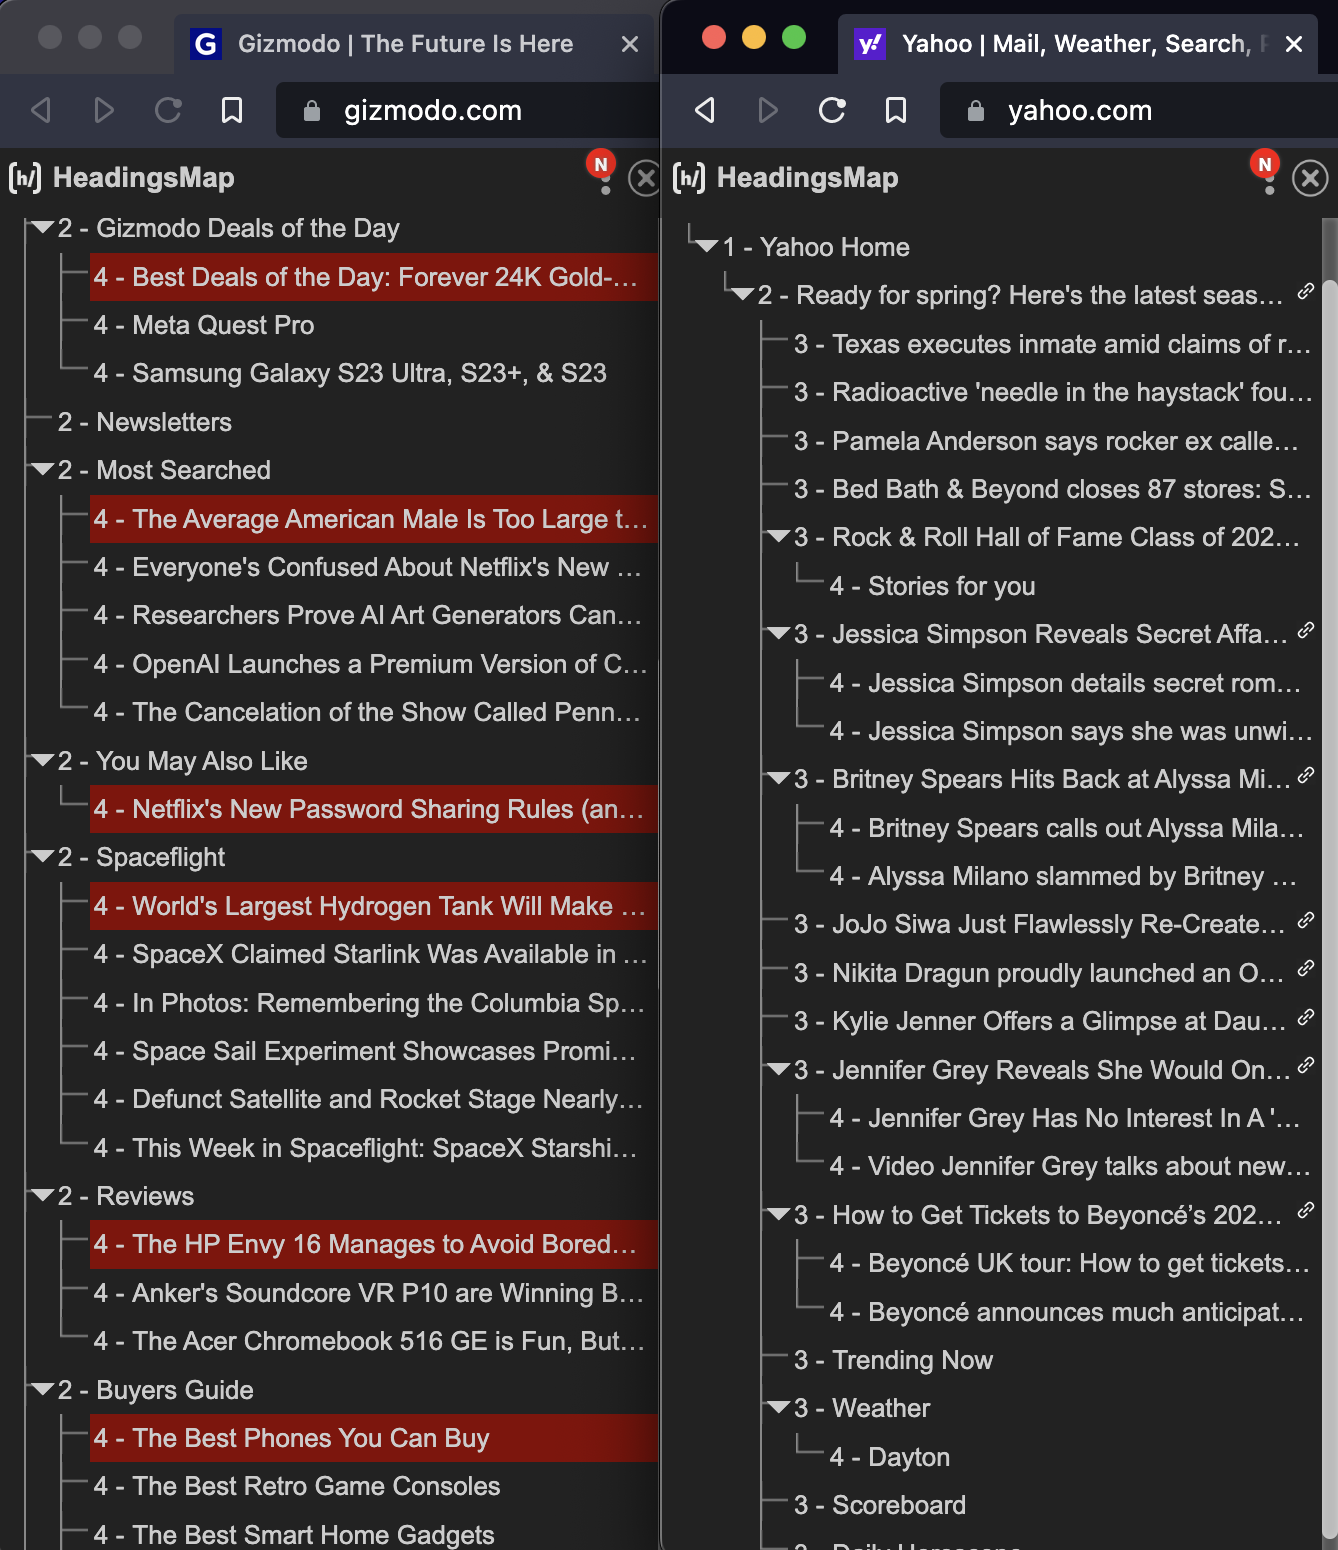 Gizmodo | The Future Is Here
gizmodo.com
HeadingsMap
N
2 - Gizmodo Deals of the Day
4 - Best Deals of the Day: Forever 24K Gold-...
4 - Meta Quest Pro
4 - Samsung Galaxy S23 Ultra, S23+, & S23
2 - Newsletters
2 - Most Searched
4 - The Average American Male Is Too Large t...
4 - Everyone's Confused About Netflix's New ...
4 - Researchers Prove AI Art Generators Can...
4 - OpenAI Launches a Premium Version of C...
4 - The Cancelation of the Show Called Penn...
2 - You May Also Like
4 - Netflix's New Password Sharing Rules (an...
2 - Spaceflight
4 - World's Largest Hydrogen Tank Will Make ...
4 - SpaceX Claimed Starlink Was Available in ...
4 - In Photos: Remembering the Columbia Sp...
4 - Space Sail Experiment Showcases Promi...
4 - Defunct Satellite and Rocket Stage Nearly...
4 - This Week in Spaceflight: SpaceX Starshi...
2 - Reviews
4 - The HP Envy 16 Manages to Avoid Bored...
4 - Anker's Soundcore VR P10 are Winning B...
4 - The Acer Chromebook 516 GE is Fun, But...
2 - Buyers Guide
4 - The Best Phones You Can Buy
4 - The Best Retro Game Consoles
4 - The Best Smart Home Gadgets
Yahoo | Mail, Weather, Search,
yahoo.com
HeadingsMap
N
1 - Yahoo Home
2 - Ready for spring? Here's the latest seas...
3 - Texas executes inmate amid claims of r...
3 - Radioactive 'needle in the haystack' fou...
3 - Pamela Anderson says rocker ex calle...
3 - Bed Bath & Beyond closes 87 stores: S...
3 - Rock & Roll Hall of Fame Class of 202...
4 - Stories for you
3 - Jessica Simpson Reveals Secret Affa...
4 - Jessica Simpson details secret rom...
4 - Jessica Simpson says she was unwi...
3 - Britney Spears Hits Back at Alyssa Mi...
4 - Britney Spears calls out Alyssa Mila...
4 - Alyssa Milano slammed by Britney ...
3 - JoJo Siwa Just Flawlessly Re-Create...
3 - Nikita Dragun proudly launched an O...
3 - Kylie Jenner Offers a Glimpse at Dau...
3 - Jennifer Grey Reveals She Would On...
4 - Jennifer Grey Has No Interest In A '...
4 - Video Jennifer Grey talks about new...
3 - How to Get Tickets to Beyoncé’s 202...
4 - Beyoncé UK tour: How to get tickets...
4 - Beyoncé announces much anticipat...
3 - Trending Now
3 - Weather
4 - Dayton
3 - Scoreboard